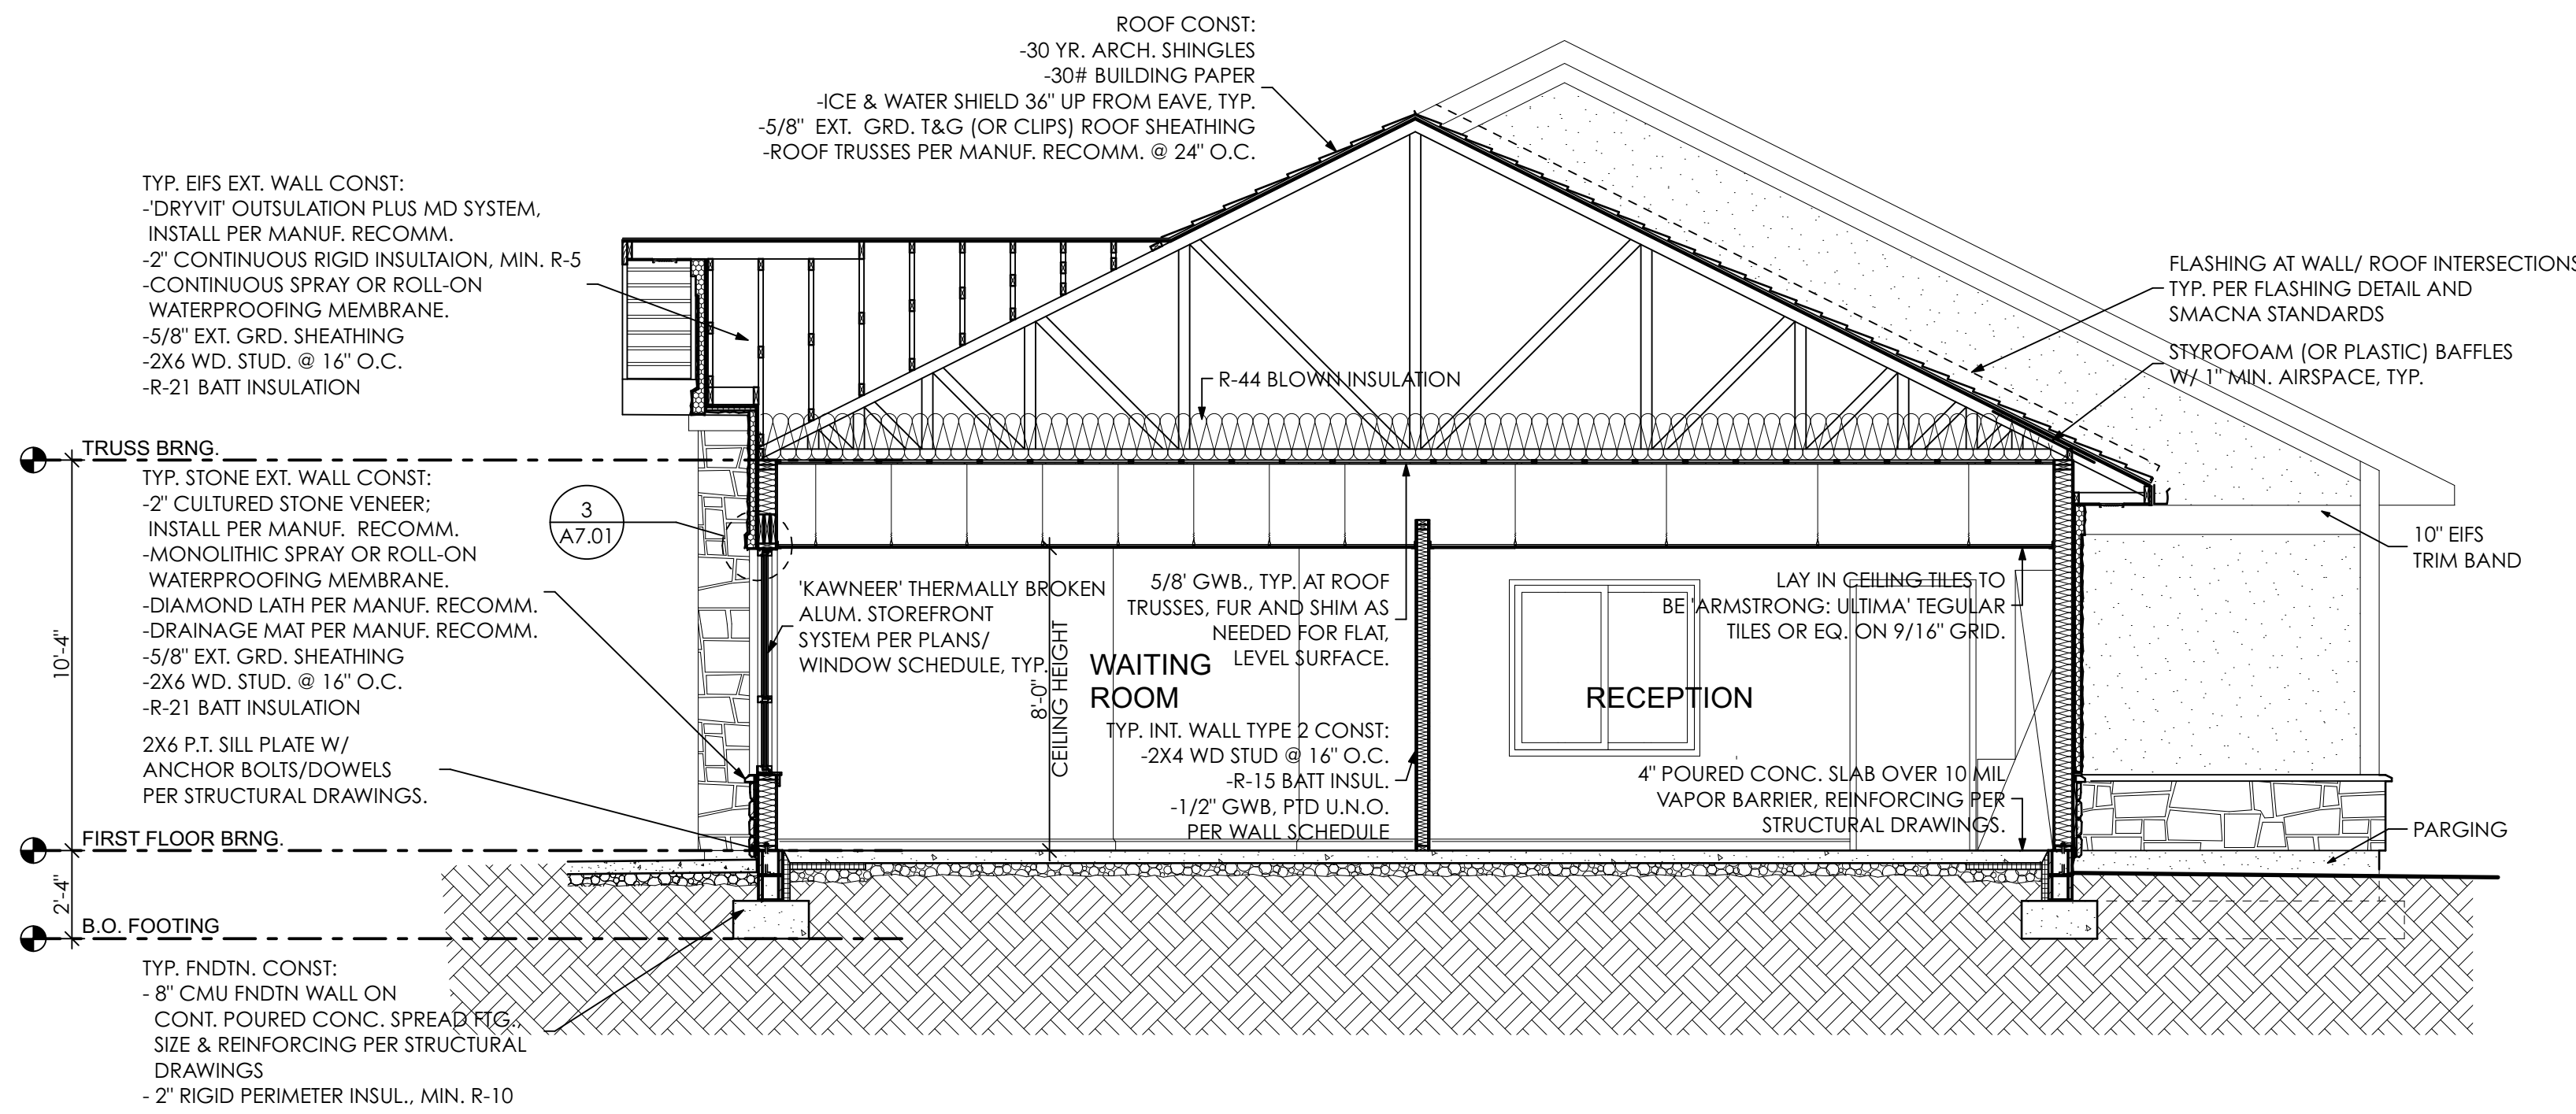 ROOF CONST:
-30 YR. ARCH. SHINGLES
-30# BUILDING PAPER
-ICE & WATER SHIELD 36" UP FROM EAVE, TYP.
-5/8" EXT. GRD. T&G (OR CLIPS) ROOF SHEATHING
-ROOF TRUSSES PER MANUF. RECOMM. @ 24" O.C.
TYP. EIFS EXT. WALL CONST:
-'DRYVIT' OUTSULATION PLUS MD SYSTEM,
INSTALL PER MANUF. RECOMM.
-2" CONTINUOUS RIGID INSULTAION, MIN. R-5
-CONTINUOUS SPRAY OR ROLL-ON
WATERPROOFING MEMBRANE.
-5/8" EXT. GRD. SHEATHING
-2X6 WD. STUD. @ 16" O.C.
-R-21 BATT INSULATION
FLASHING AT WALL/ ROOF INTERSECTIONS
TYP. PER FLASHING DETAIL AND
SMACNA STANDARDS
STYROFOAM (OR PLASTIC) BAFFLES
W/ 1" MIN. AIRSPACE, TYP.
R-44 BLOWN INSULATION
TRUSS BRNG.
TYP. STONE EXT. WALL CONST:
-2" CULTURED STONE VENEER;
INSTALL PER MANUF. RECOMM.
-MONOLITHIC SPRAY OR ROLL-ON
WATERPROOFING MEMBRANE.
-DIAMOND LATH PER MANUF. RECOMM.
-DRAINAGE MAT PER MANUF. RECOMM.
-5/8" EXT. GRD. SHEATHING
-2X6 WD. STUD. @ 16" O.C.
-R-21 BATT INSULATION
3
A7.01
10" EIFS
TRIM BAND
'KAWNEER' THERMALLY BROKEN
ALUM. STOREFRONT
SYSTEM PER PLANS/
WINDOW SCHEDULE, TYP.
5/8' GWB., TYP. AT ROOF
TRUSSES, FUR AND SHIM AS
NEEDED FOR FLAT,
LEVEL SURFACE.
LAY IN CEILING TILES TO
BE 'ARMSTRONG: ULTIMA' TEGULAR
TILES OR EQ. ON 9/16" GRID.
10'-4"
8'-0"
CEILING HEIGHT
WAITING
ROOM
RECEPTION
TYP. INT. WALL TYPE 2 CONST:
-2X4 WD STUD @ 16" O.C.
-R-15 BATT INSUL.
-1/2" GWB, PTD U.N.O.
PER WALL SCHEDULE
4" POURED CONC. SLAB OVER 10 MIL
VAPOR BARRIER, REINFORCING PER
STRUCTURAL DRAWINGS.
2X6 P.T. SILL PLATE W/
ANCHOR BOLTS/DOWELS
PER STRUCTURAL DRAWINGS.
PARGING
FIRST FLOOR BRNG.
2'-4"
B.O. FOOTING
TYP. FNDTN. CONST:
- 8" CMU FNDTN WALL ON
CONT. POURED CONC. SPREAD FTG.,
SIZE & REINFORCING PER STRUCTURAL
DRAWINGS
- 2" RIGID PERIMETER INSUL., MIN. R-10